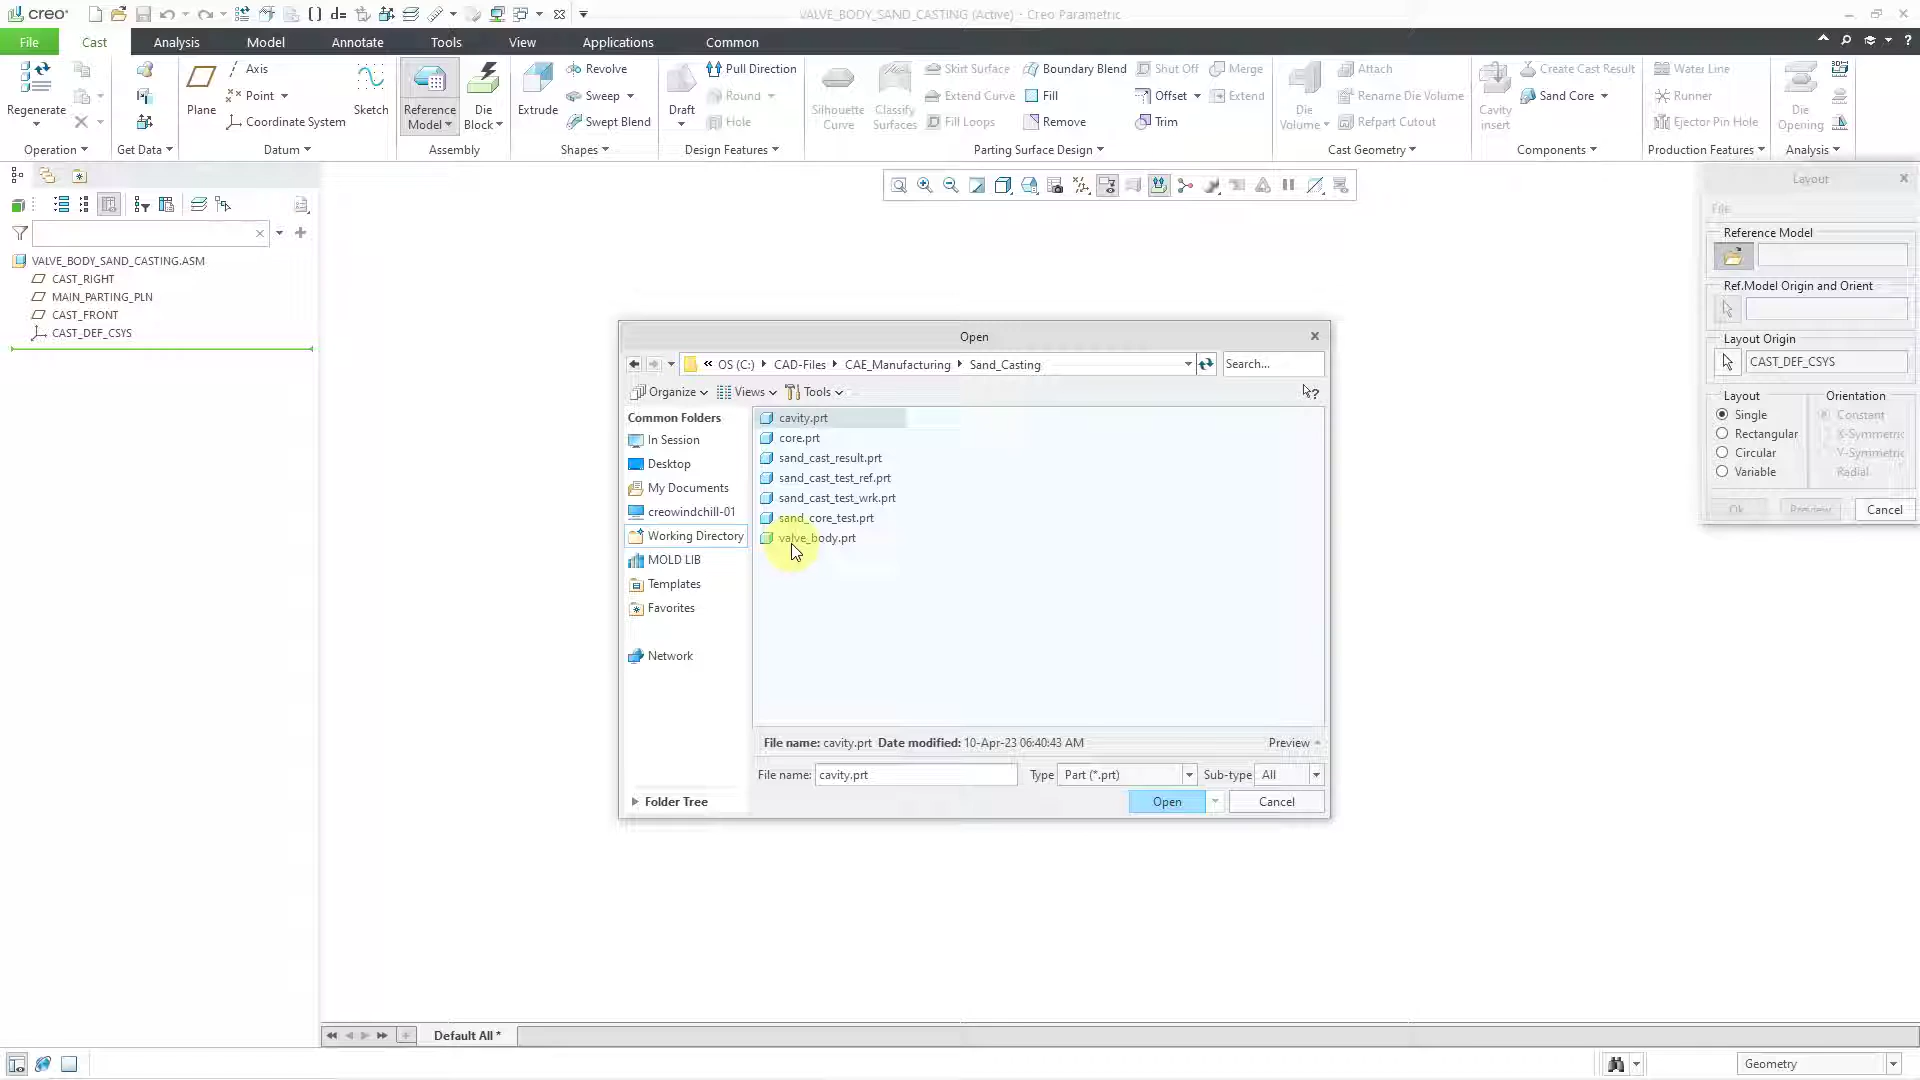 creo
VALVE_BODY_SAND_CASTING (Active) - Creo Parametric
File Cast Analysis Model Annotate Tools View Applications Common
Regenerate
Operation
Get Data
Plane
Axis
Point
Coordinate System
Sketch
Datum
Reference Model
Die Block
Assembly
Extrude
Revolve
Sweep
Swept Blend
Shapes
Draft
Pull Direction
Round
Hole
Design Features
Silhouette Curve
Classify Surfaces
Skirt Surface
Extend Curve
Fill Loops
Boundary Blend
Fill
Remove
Shut Off
Offset
Trim
Merge
Extend
Parting Surface Design
Die Volume
Attach
Rename Die Volume
Refpart Cutout
Cast Geometry
Cavity insert
Create Cast Result
Sand Core
Components
Water Line
Runner
Ejector Pin Hole
Production Features
Die Opening
Analysis
VALVE_BODY_SAND_CASTING.ASM
CAST_RIGHT
MAIN_PARTING_PLN
CAST_FRONT
CAST_DEF_CSYS
Open
« OS (C:) CAD-Files CAE_Manufacturing Sand_Casting
Search...
Organize Views Tools
Common Folders
In Session
Desktop
My Documents
creowindchill-01
Working Directory
MOLD LIB
Templates
Favorites
Network
Folder Tree
cavity.prt
core.prt
sand_cast_result.prt
sand_cast_test_ref.prt
sand_cast_test_wrk.prt
sand_core_test.prt
valve_body.prt
File name: cavity.prt Date modified: 10-Apr-23 06:40:43 AM Preview
File name: cavity.prt Type Part (*.prt) Sub-type All
Open Cancel
Layout
File
Reference Model
Ref.Model Origin and Orient
Layout Origin
CAST_DEF_CSYS
Layout Orientation
Single Constant
Rectangular X-Symmetric
Circular Y-Symmetric
Variable Radial
Ok Preview Cancel
Default All *
Geometry